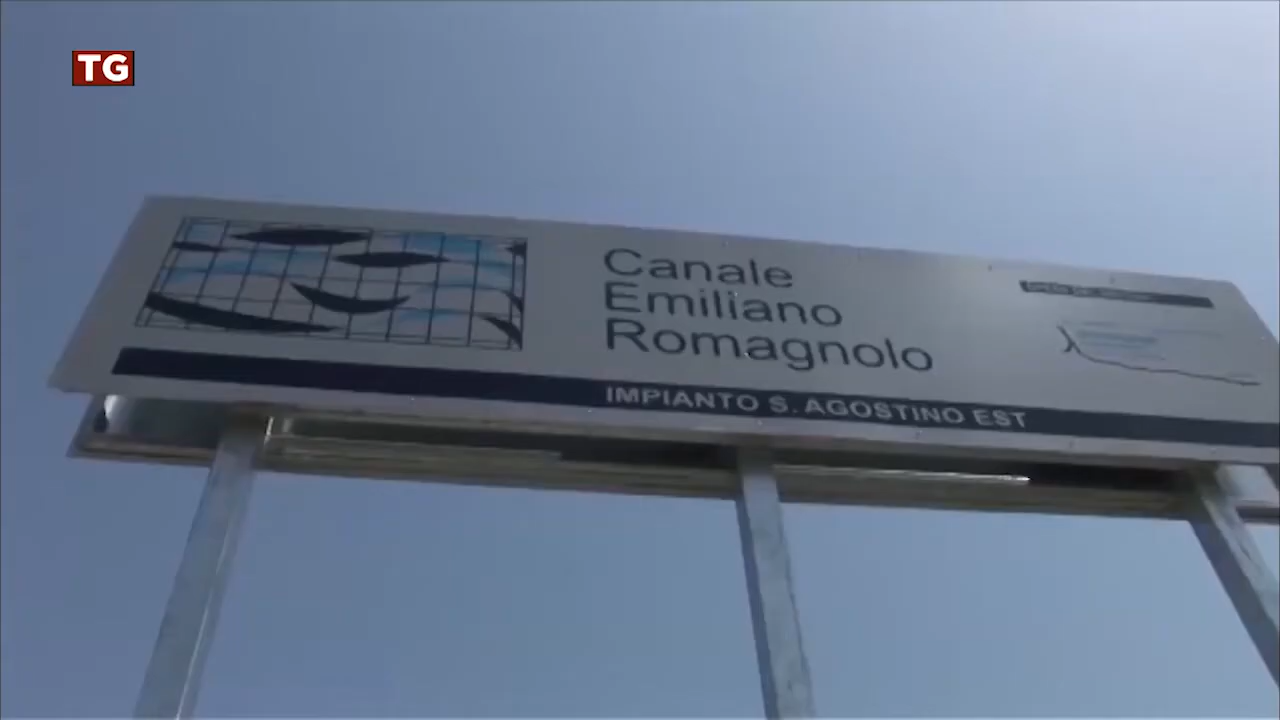 TG
Canale
Emiliano
Romagnolo
IMPIANTO S. AGOSTINO EST